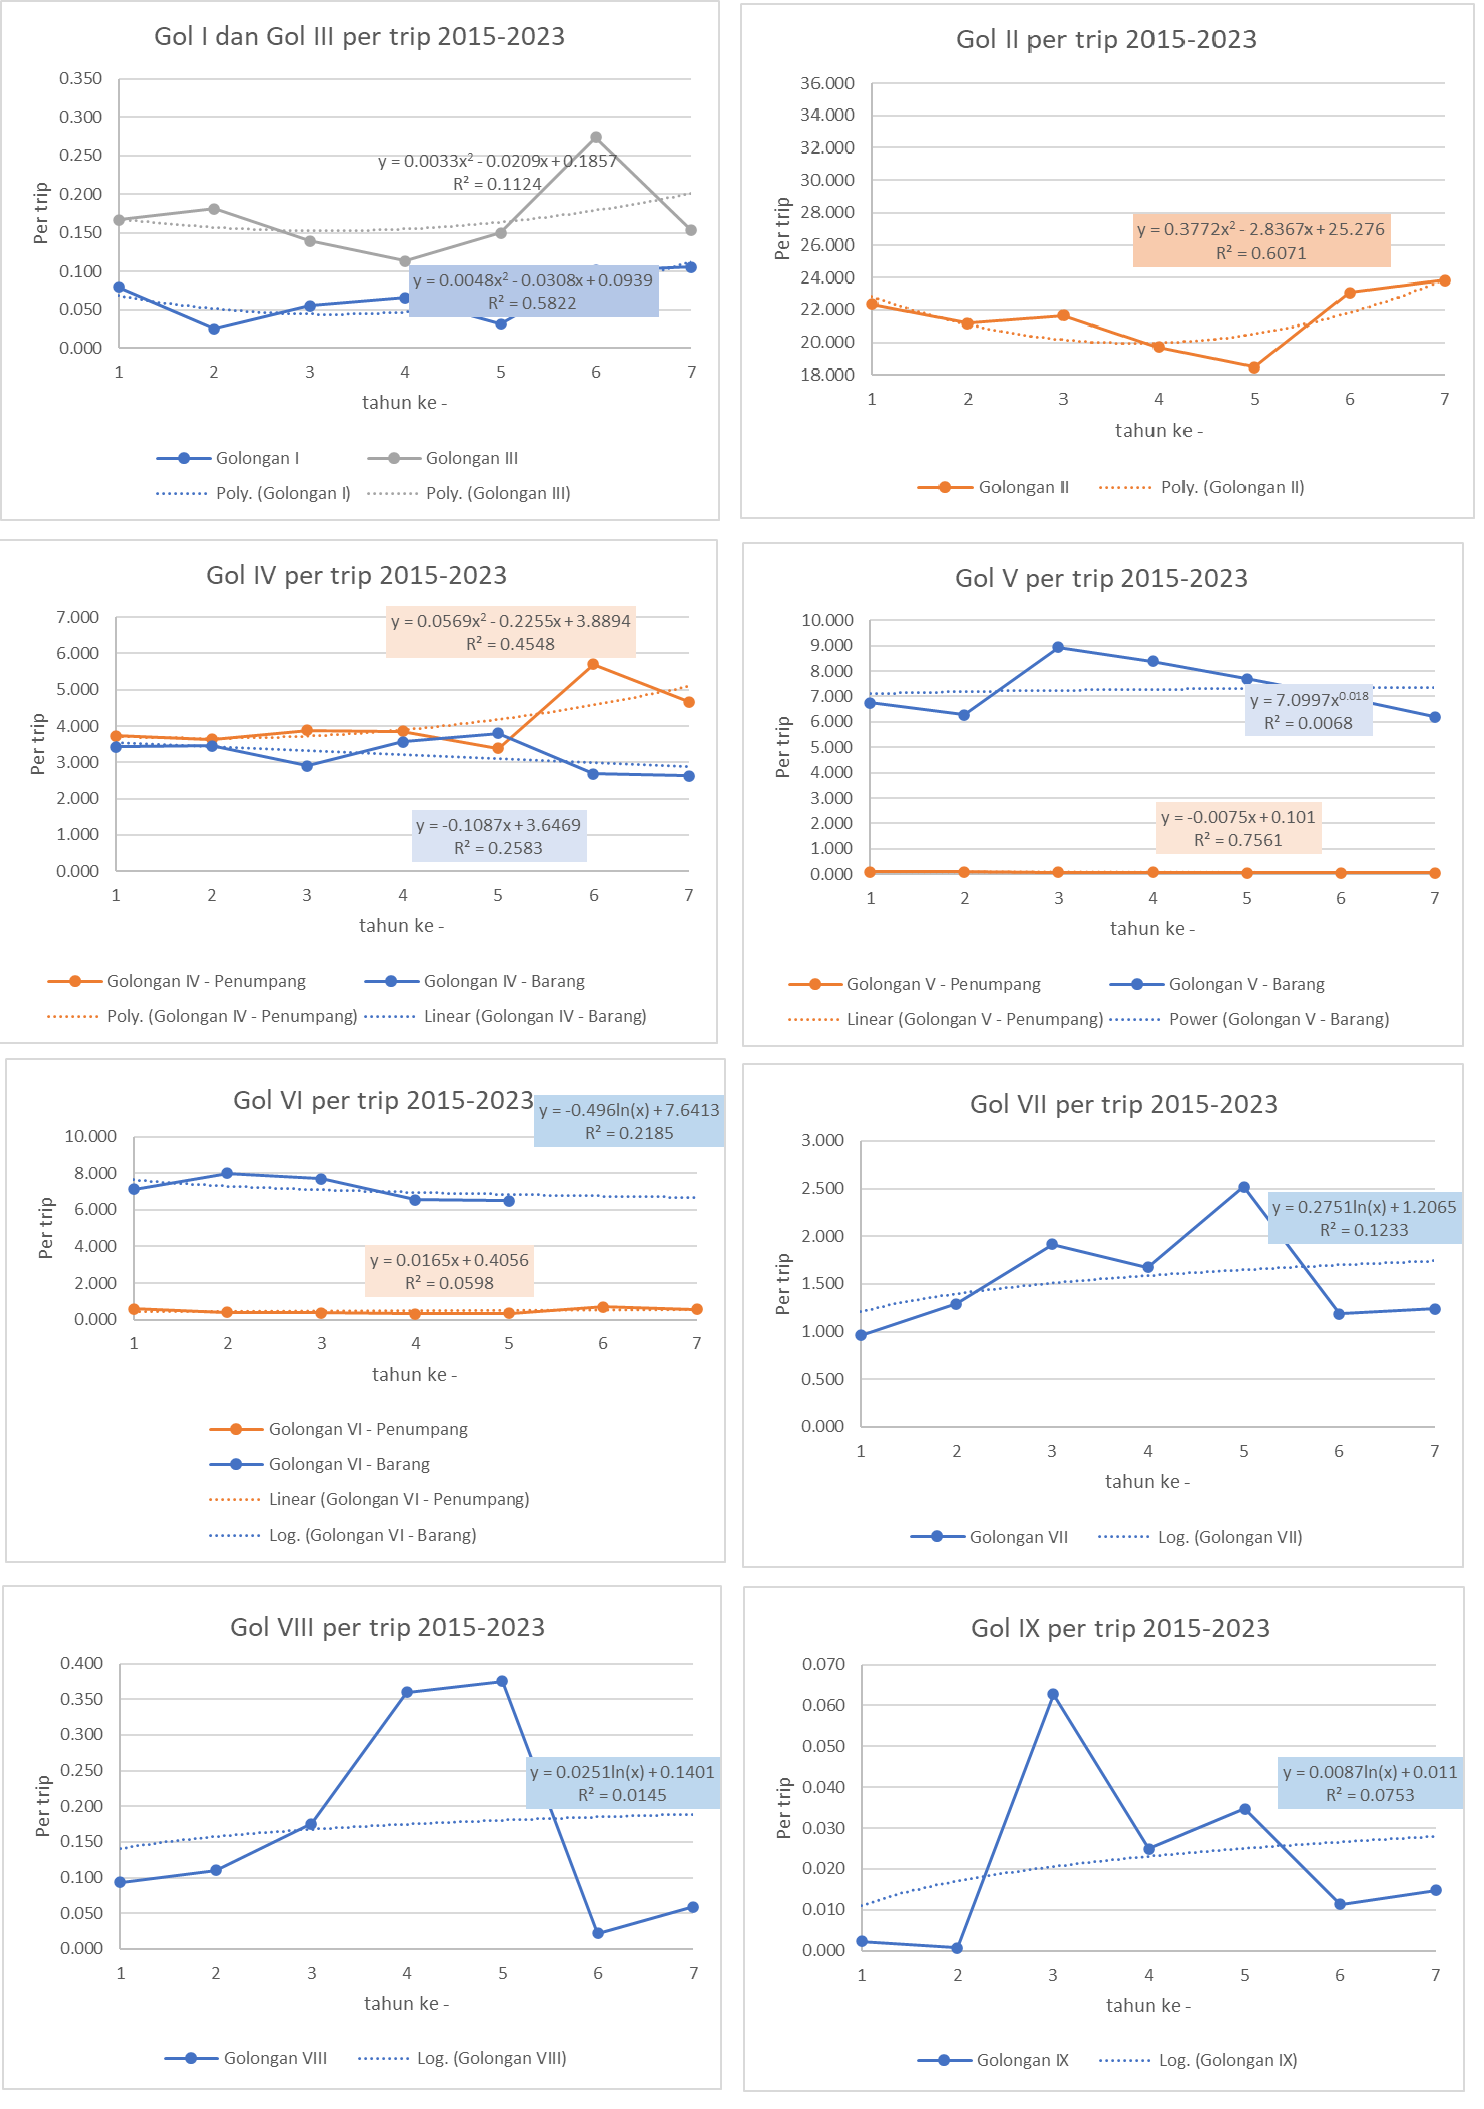 Gol I dan Gol III per trip 2015-2023
0.350
0.300
0.250
0.200
0.150
0.100
0.050
0.000
Per trip
y = 0.0033x² - 0.0209x + 0.1857
R² = 0.1124
y = 0.0048x² - 0.0308x + 0.0939
R² = 0.5822
1 2 3 4 5 6 7
tahun ke -
Golongan I Golongan III
Poly. (Golongan I) Poly. (Golongan III)
Gol II per trip 2015-2023
36.000
34.000
32.000
30.000
28.000
26.000
24.000
22.000
20.000
18.000
Per trip
y = 0.3772x² - 2.8367x + 25.276
R² = 0.6071
1 2 3 4 5 6 7
tahun ke -
Golongan II Poly. (Golongan II)
Gol IV per trip 2015-2023
7.000
6.000
5.000
4.000
3.000
2.000
1.000
0.000
Per trip
y = 0.0569x² - 0.2255x + 3.8894
R² = 0.4548
y = -0.1087x + 3.6469
R² = 0.2583
1 2 3 4 5 6 7
tahun ke -
Golongan IV - Penumpang Golongan IV - Barang
Poly. (Golongan IV - Penumpang) Linear (Golongan IV - Barang)
Gol V per trip 2015-2023
10.000
9.000
8.000
7.000
6.000
5.000
4.000
3.000
2.000
1.000
0.000
Per trip
y = 7.0997x^0.018
R² = 0.0068
y = -0.0075x + 0.101
R² = 0.7561
1 2 3 4 5 6 7
tahun ke -
Golongan V - Penumpang Golongan V - Barang
Linear (Golongan V - Penumpang) Power (Golongan V - Barang)
Gol VI per trip 2015-2023
y = -0.496ln(x) + 7.6413
R² = 0.2185
10.000
8.000
6.000
4.000
2.000
0.000
Per trip
y = 0.0165x + 0.4056
R² = 0.0598
1 2 3 4 5 6 7
tahun ke -
Golongan VI - Penumpang
Golongan VI - Barang
Linear (Golongan VI - Penumpang)
Log. (Golongan VI - Barang)
Gol VII per trip 2015-2023
3.000
2.500
2.000
1.500
1.000
0.500
0.000
Per trip
y = 0.2751ln(x) + 1.2065
R² = 0.1233
1 2 3 4 5 6 7
tahun ke -
Golongan VII Log. (Golongan VII)
Gol VIII per trip 2015-2023
0.400
0.350
0.300
0.250
0.200
0.150
0.100
0.050
0.000
Per trip
y = 0.0251ln(x) + 0.1401
R² = 0.0145
1 2 3 4 5 6 7
tahun ke -
Golongan VIII Log. (Golongan VIII)
Gol IX per trip 2015-2023
0.070
0.060
0.050
0.040
0.030
0.020
0.010
0.000
Per trip
y = 0.0087ln(x) + 0.011
R² = 0.0753
1 2 3 4 5 6 7
tahun ke -
Golongan IX Log. (Golongan IX)